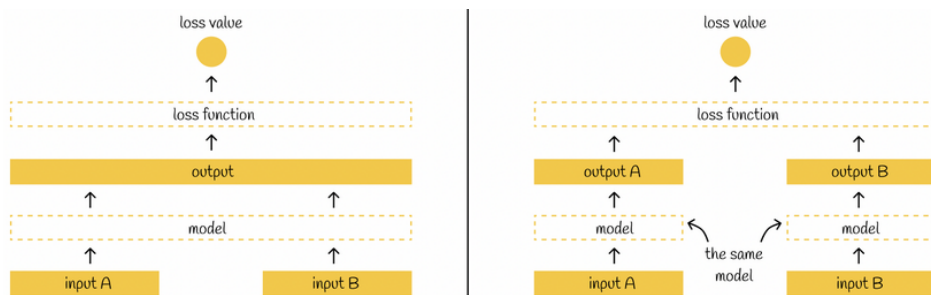 loss value
loss function
output
model
input A
input B
loss value
loss function
output A
output B
model
the same
model
model
input A
input B